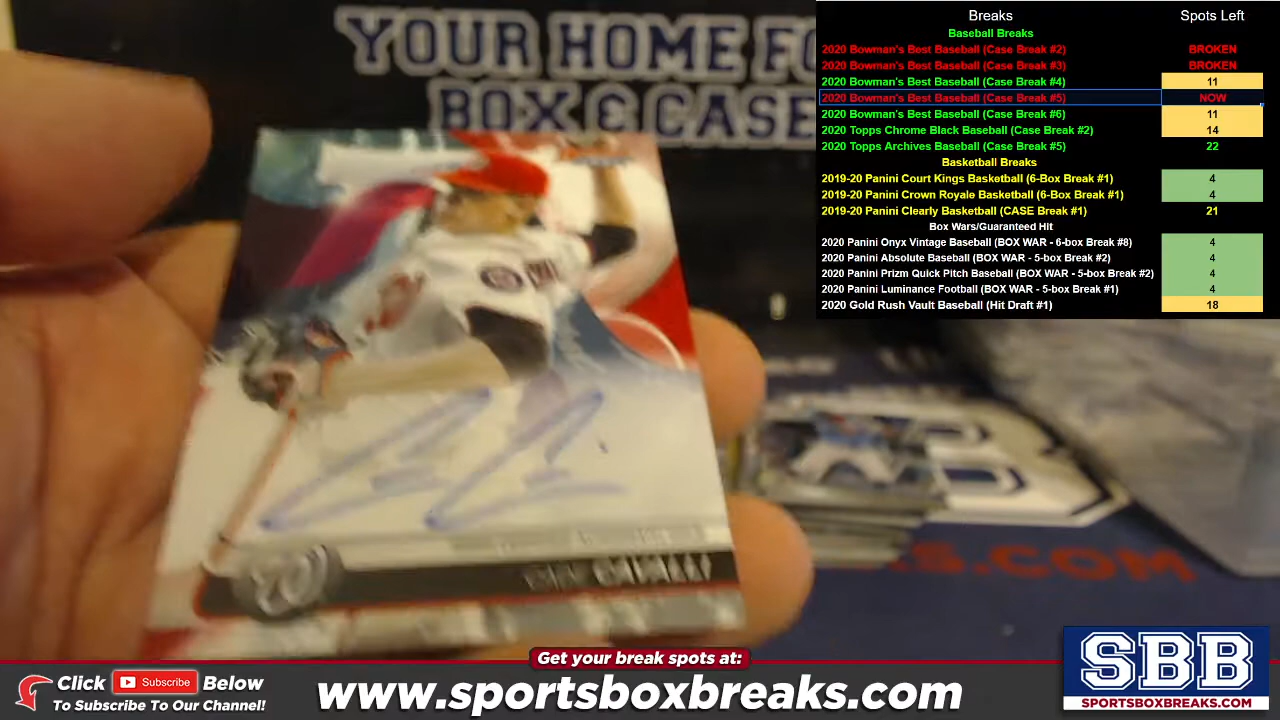 YOUR HOME FO
BOX & CASE
Breaks Spots Left
Baseball Breaks
2020 Bowman's Best Baseball (Case Break #2) BROKEN
2020 Bowman's Best Baseball (Case Break #3) BROKEN
2020 Bowman's Best Baseball (Case Break #4) 11
2020 Bowman's Best Baseball (Case Break #5) NOW
2020 Bowman's Best Baseball (Case Break #6) 11
2020 Topps Chrome Black Baseball (Case Break #2) 14
2020 Topps Archives Baseball (Case Break #5) 22
Basketball Breaks
2019-20 Panini Court Kings Basketball (6-Box Break #1) 4
2019-20 Panini Crown Royale Basketball (6-Box Break #1) 4
2019-20 Panini Clearly Basketball (CASE Break #1) 21
Box Wars/Guaranteed Hit
2020 Panini Onyx Vintage Baseball (BOX WAR - 6-box Break #8) 4
2020 Panini Absolute Baseball (BOX WAR - 5-box Break #2) 4
2020 Panini Prizm Quick Pitch Baseball (BOX WAR - 5-box Break #2) 4
2020 Panini Luminance Football (BOX WAR - 5-box Break #1) 4
2020 Gold Rush Vault Baseball (Hit Draft #1) 18
S.COM
Get your break spots at:
Click Subscribe Below
To Subscribe To Our Channel!
www.sportsboxbreaks.com
SBB
SPORTSBOXBREAKS.COM